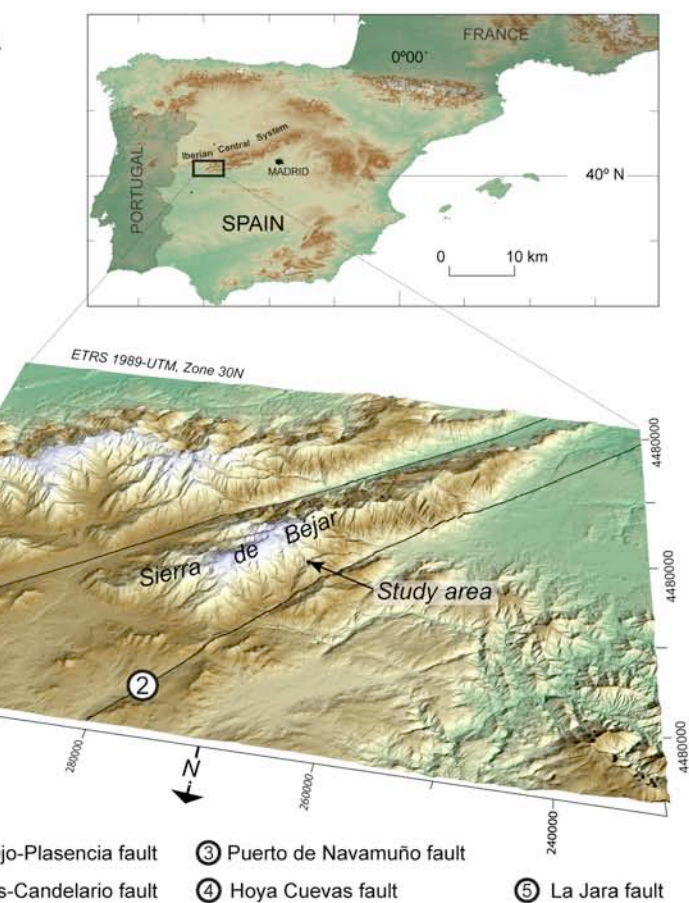 FRANCE
0º00´
Iberian Central System
MADRID
PORTUGAL
40º N
SPAIN
0 10 km
ETRS 1989-UTM, Zone 30N
4480000
Sierra de Bejar
Study area
4480000
2
4480000
280000
N
260000
240000
ejo-Plasencia fault ③ Puerto de Navamuño fault
s-Candelario fault ④ Hoya Cuevas fault ⑤ La Jara fault